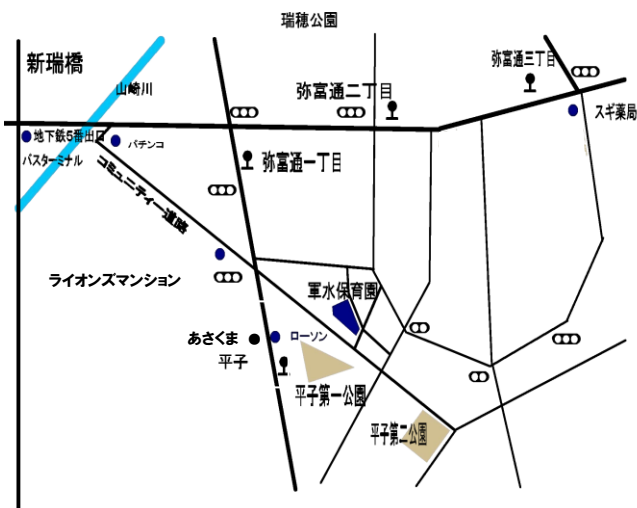 瑞穂公園
新瑞橋
弥富通三丁目
山崎川
弥富通二丁目
スギ薬局
地下鉄5番出口
パチンコ
バスターミナル
弥富通一丁目
コミュニティー道路
ライオンズマンション
軍水保育園
あさくま
ローソン
平子
平子第一公園
平子第二公園